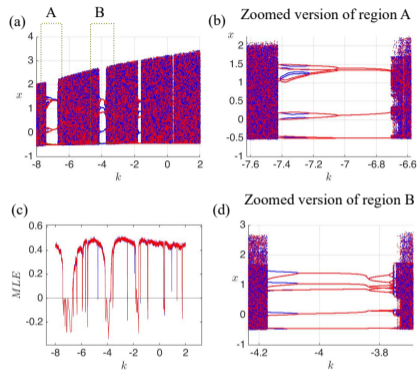 A B Zoomed version of region A
(a) (b)
4
3
2
1
0
-1
x
-8 -6 -4 -2 0 2
k
x
2
1.5
1
0.5
0
-0.5
-1
-7.6 -7.4 -7.2 -7 -6.8 -6.6
k
Zoomed version of region B
(c) (d)
0.6
0.4
0.2
0
-0.2
MLE
-8 -6 -4 -2 0 2
k
3
x
2
1
0
-1
-4.2 -4 -3.8
k